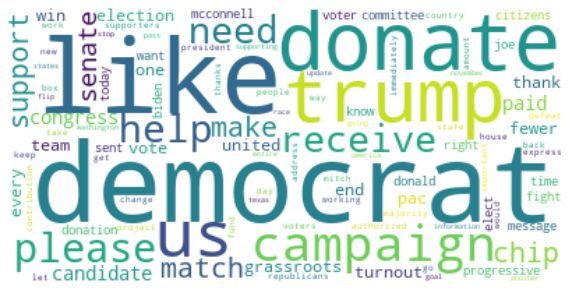 win
work
supporters
election
mcconnell
voter
committee
country
citizens
new
stop
pass
president
supporting
november
amount
joe
states
today
want
flip
one
biden
thanks
need
donate
support
senate
like
update
people
way
immediately
thank
box
race
trump
congress
help
make
know
going
state
paid
defeat
take
washington
receive
fewer
team
sent
vote
united
right
house
back
express
keep
get
entire
address
america
important
democrat
every
contribution
change
day
texas
end
working
donald
mitch
pac
majority
elect
would
time
fight
please
us
donation
project
fund
voters
authorized
information
message
campaign
chip
candidate
match
grassroots
turnout
go
goal
progressive
let
republicans
another